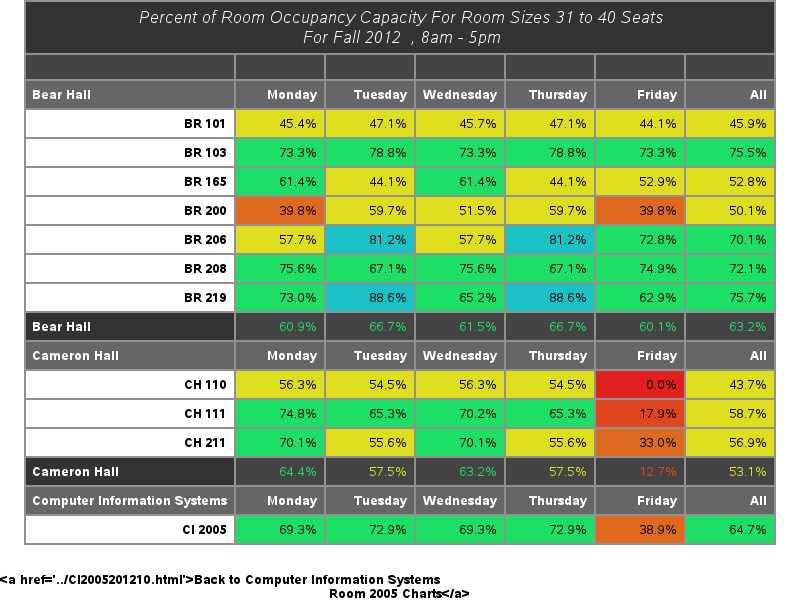 Percent of Room Occupancy Capacity For Room Sizes 31 to 40 Seats
For Fall 2012 , 8am - 5pm
Bear Hall Monday Tuesday Wednesday Thursday Friday All
BR 101 45.4% 47.1% 45.7% 47.1% 44.1% 45.9%
BR 103 73.3% 78.8% 73.3% 78.8% 73.3% 75.5%
BR 165 61.4% 44.1% 61.4% 44.1% 52.9% 52.8%
BR 200 39.8% 59.7% 51.5% 59.7% 39.8% 50.1%
BR 206 57.7% 81.2% 57.7% 81.2% 72.8% 70.1%
BR 208 75.6% 67.1% 75.6% 67.1% 74.9% 72.1%
BR 219 73.0% 88.6% 65.2% 88.6% 62.9% 75.7%
Bear Hall 60.9% 66.7% 61.5% 66.7% 60.1% 63.2%
Cameron Hall Monday Tuesday Wednesday Thursday Friday All
CH 110 56.3% 54.5% 56.3% 54.5% 0.0% 43.7%
CH 111 74.8% 65.3% 70.2% 65.3% 17.9% 58.7%
CH 211 70.1% 55.6% 70.1% 55.6% 33.0% 56.9%
Cameron Hall 64.4% 57.5% 63.2% 57.5% 12.7% 53.1%
Computer Information Systems Monday Tuesday Wednesday Thursday Friday All
CI 2005 69.3% 72.9% 69.3% 72.9% 38.9% 64.7%
<a href='../CI2005201210.html'>Back to Computer Information Systems
Room 2005 Charts</a>